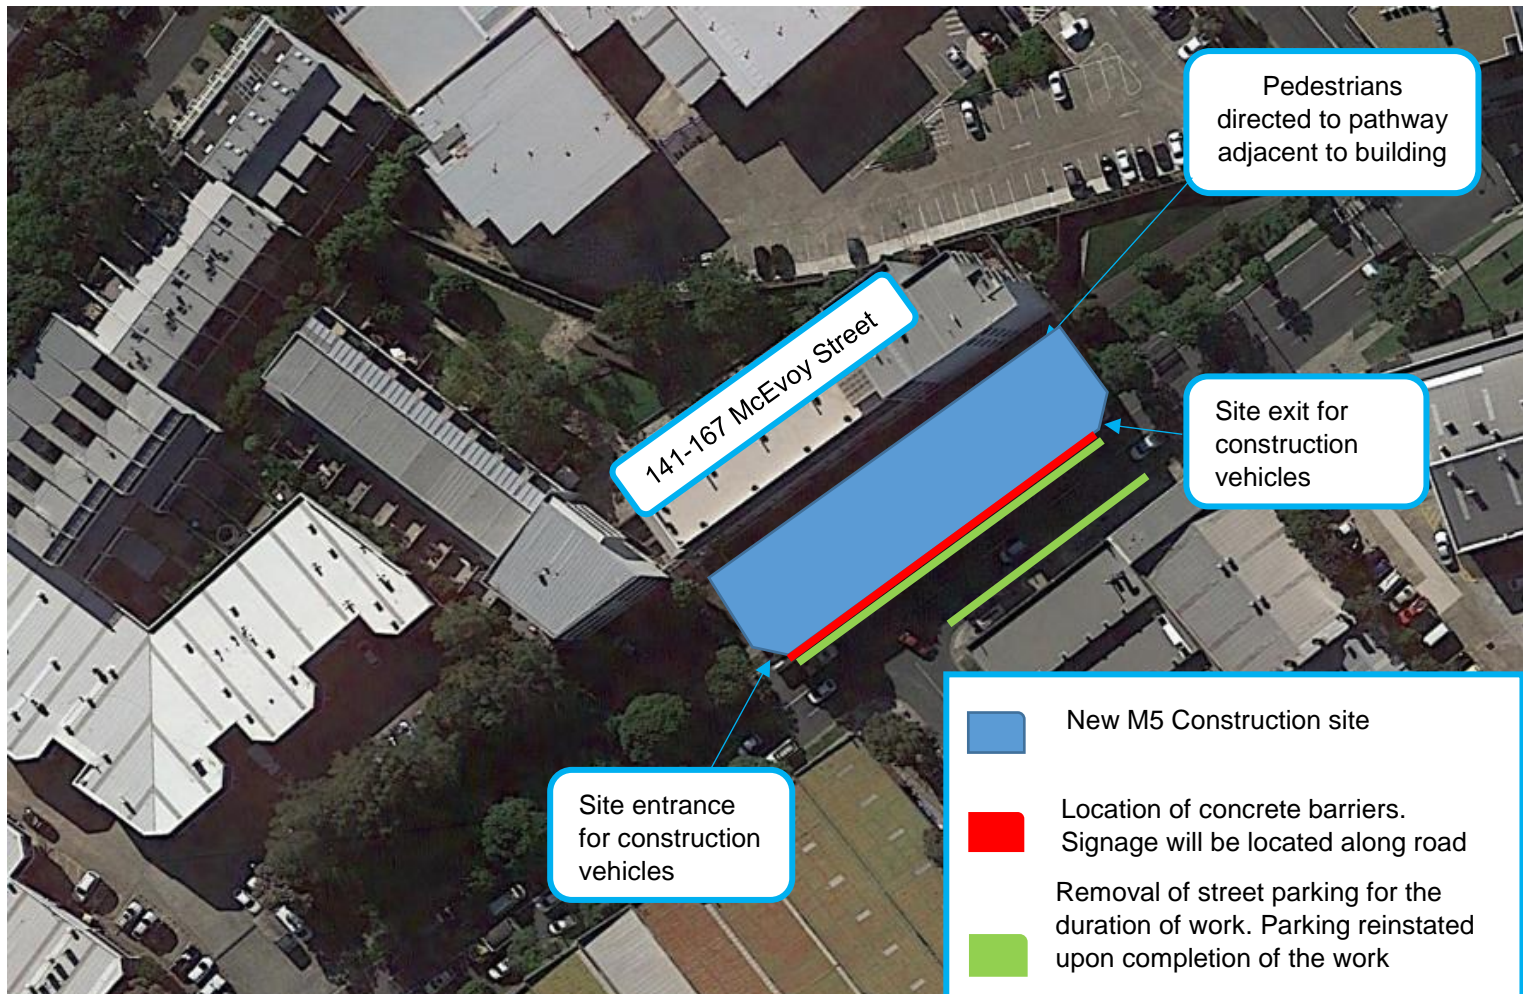 Pedestrians
directed to pathway
adjacent to building
141-167 McEvoy Street
Site exit for
construction
vehicles
Site entrance
for construction
vehicles
New M5 Construction site
Location of concrete barriers.
Signage will be located along road
Removal of street parking for the
duration of work. Parking reinstated
upon completion of the work